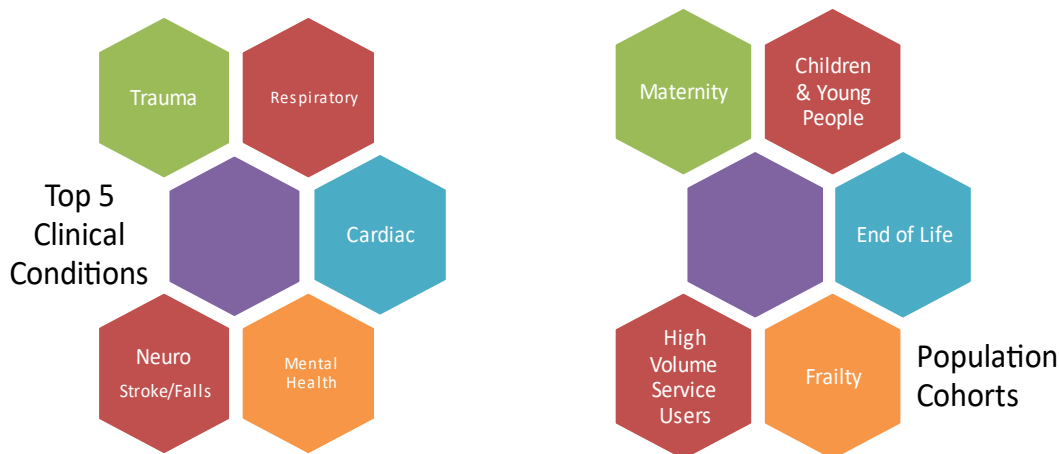 Trauma
Respiratory
Top 5
Clinical
Conditions
Cardiac
Neuro
Stroke/Falls
Mental
Health
Maternity
Children
& Young
People
End of Life
High
Volume
Service
Users
Frailty
Population
Cohorts